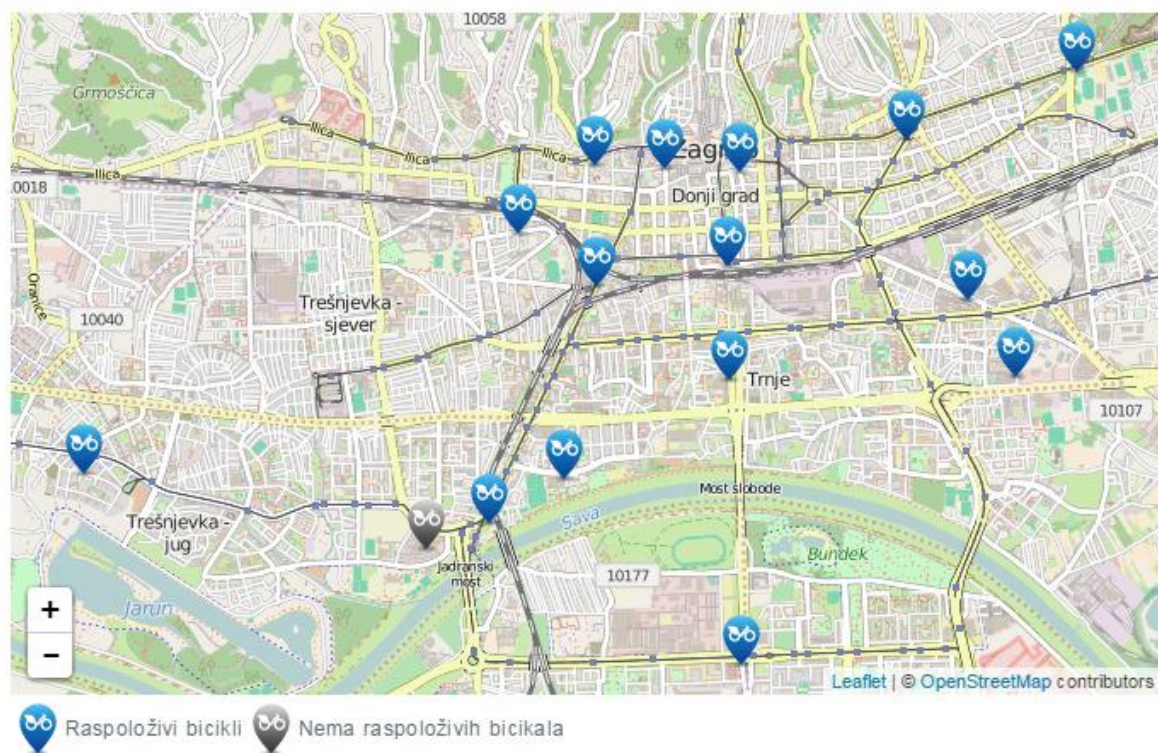 10058
Grmoščica
Ilica
Ilica
Ilica
Ilica
10018
Zagr
Donji grad
Oranice
10040
Trešnjevka -
sjever
Trnje
10107
Most slobode
Sava
Trešnjevka -
jug
Jadranski
most
Bundek
10177
Jarun
+
−
Leaflet | © OpenStreetMap contributors
Raspoloživi bicikli Nema raspoloživih bicikala